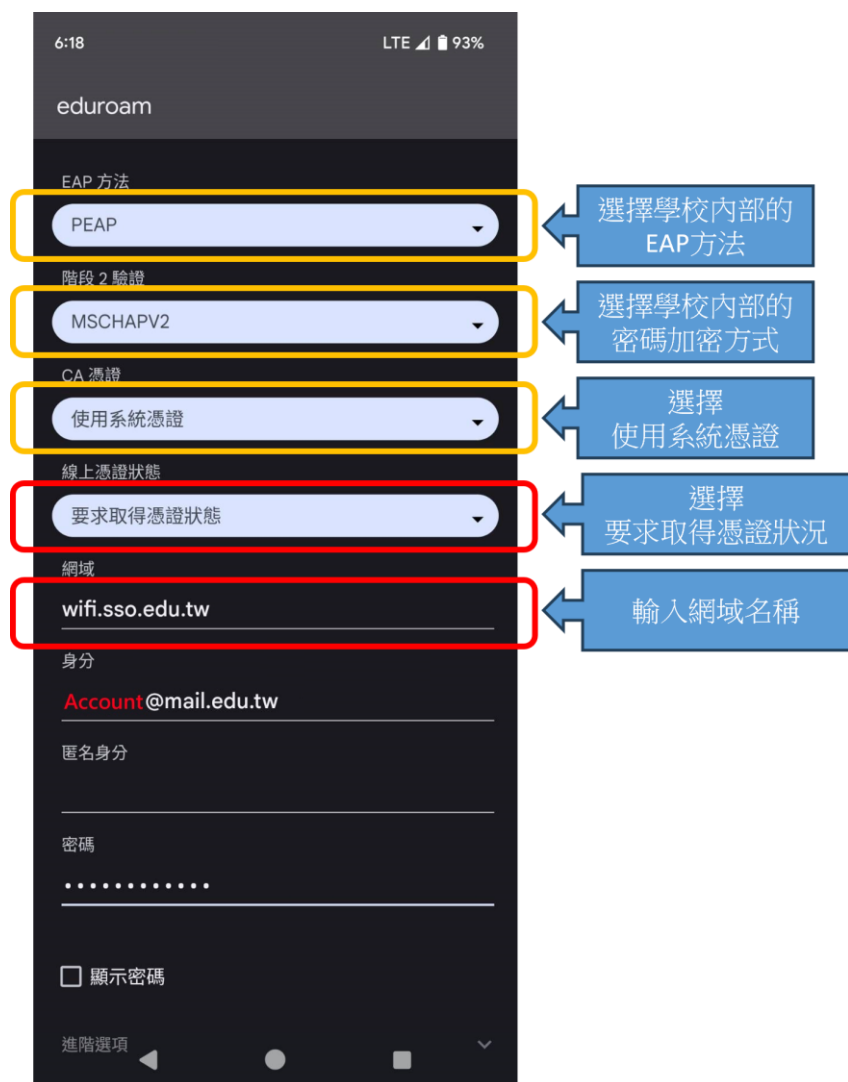 6:18
LTE 93%
eduroam
EAP 方法
PEAP
選擇學校內部的
EAP方法
階段 2 驗證
MSCHAPV2
選擇學校內部的
密碼加密方式
CA 憑證
使用系統憑證
選擇
使用系統憑證
線上憑證狀態
要求取得憑證狀態
選擇
要求取得憑證狀況
網域
wifi.sso.edu.tw
輸入網域名稱
身分
Account@mail.edu.tw
匿名身分
密碼
••••••••••••
顯示密碼
進階選項